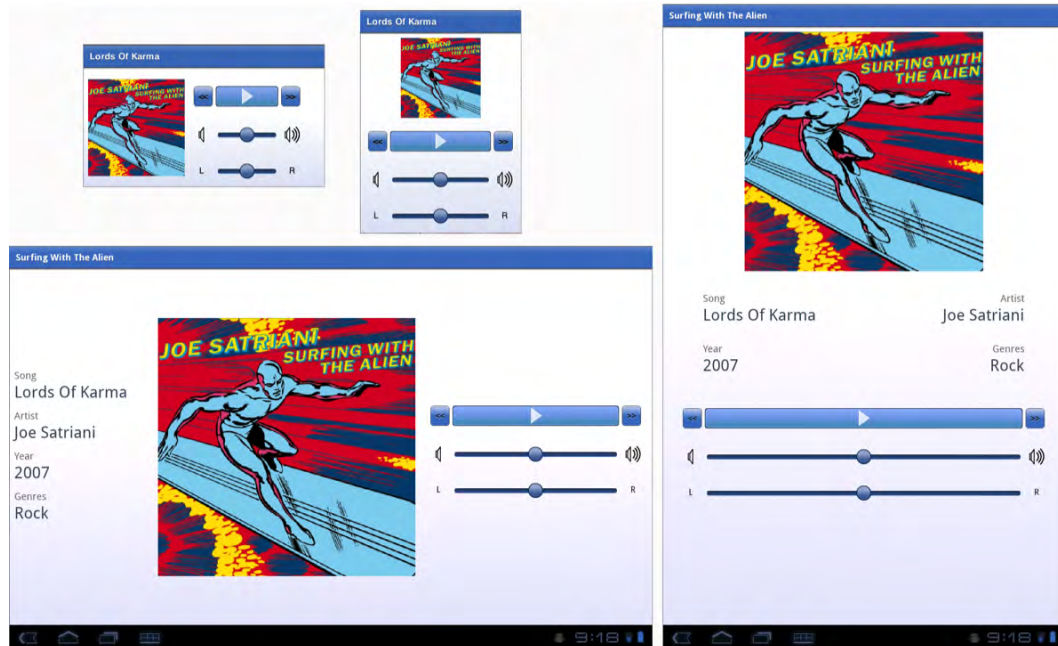 Lords Of Karma
JOE SATRIANI
SURFING WITH
THE ALIEN
<< >>
L R
Lords Of Karma
JOE SATRIANI
SURFING WITH
THE ALIEN
<< >>
L R
Surfing With The Alien
Song
Lords Of Karma
Artist
Joe Satriani
Year
2007
Genres
Rock
JOE SATRIANI
SURFING WITH
THE ALIEN
<< >>
L R
9:18
Surfing With The Alien
JOE SATRIANI
SURFING WITH
THE ALIEN
Song Artist
Lords Of Karma Joe Satriani
Year Genres
2007 Rock
<< >>
L R
9:18